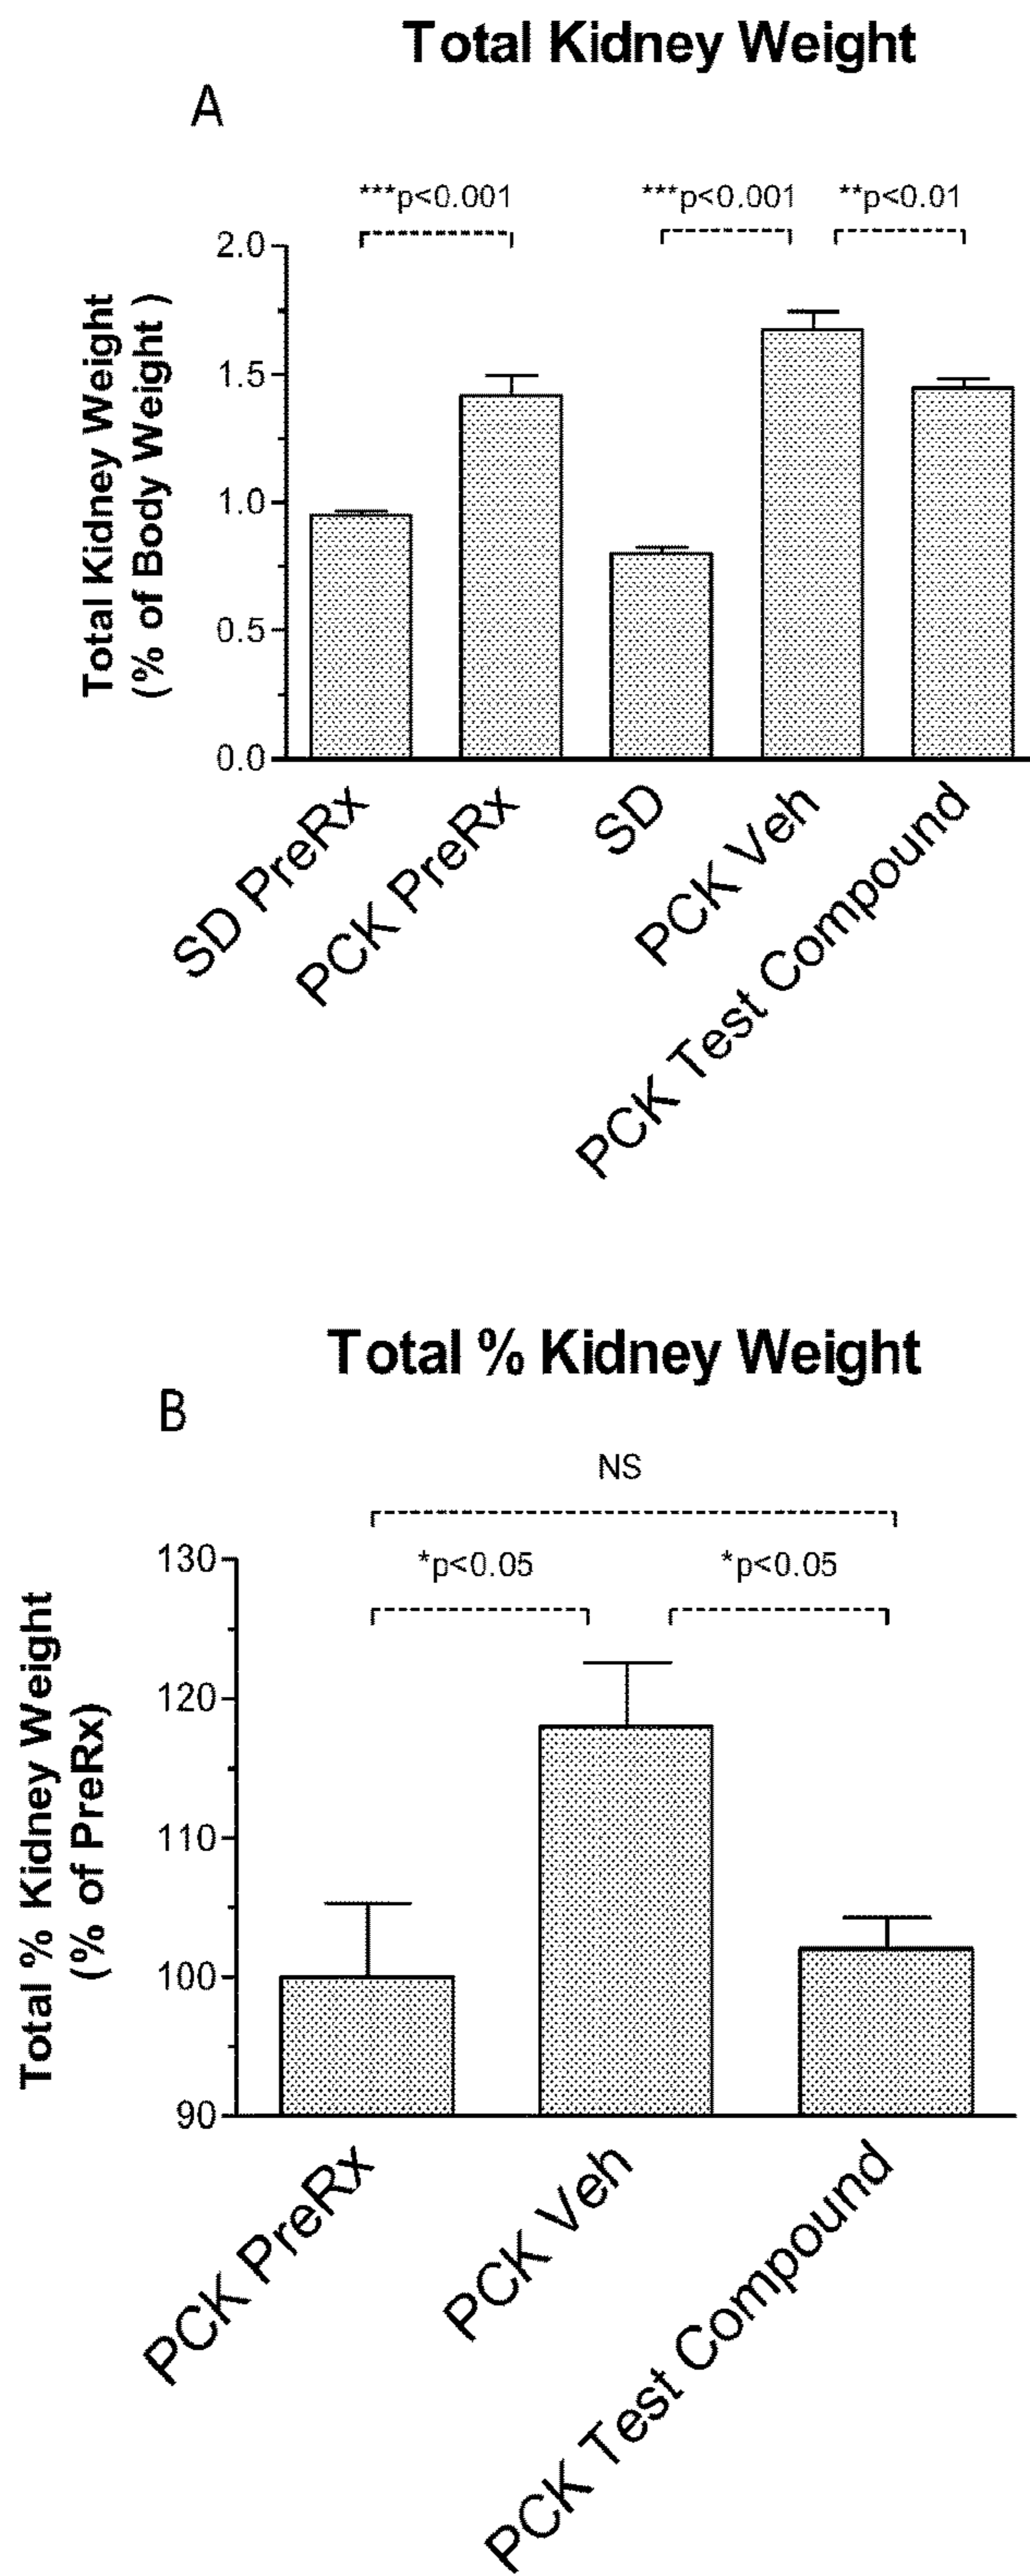 Total Kidney Weight
A
***p<0.001
***p<0.001
**p<0.01
Total Kidney Weight
(% of Body Weight )
2.0
1.5
1.0
0.5
0.0
SD PreRx
PCK PreRx
SD
PCK Veh
PCK Test Compound
Total % Kidney Weight
B
NS
*p<0.05
*p<0.05
Total % Kidney Weight
(% of PreRx)
130
120
110
100
90
PCK PreRx
PCK Veh
PCK Test Compound